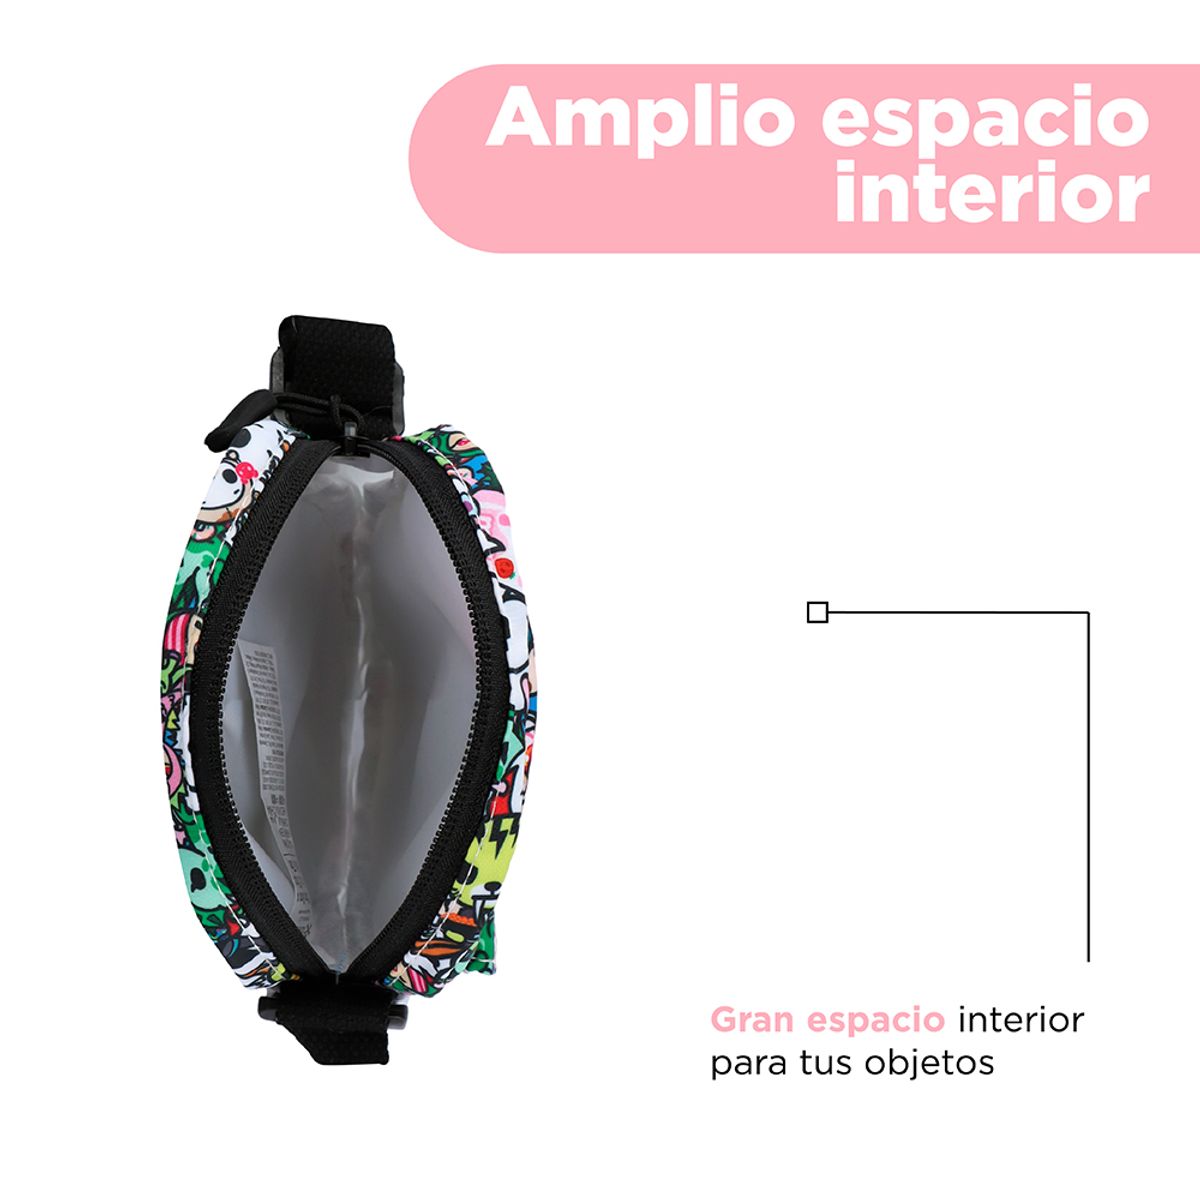 Amplio espacio
interior
Gran espacio interior
para tus objetos